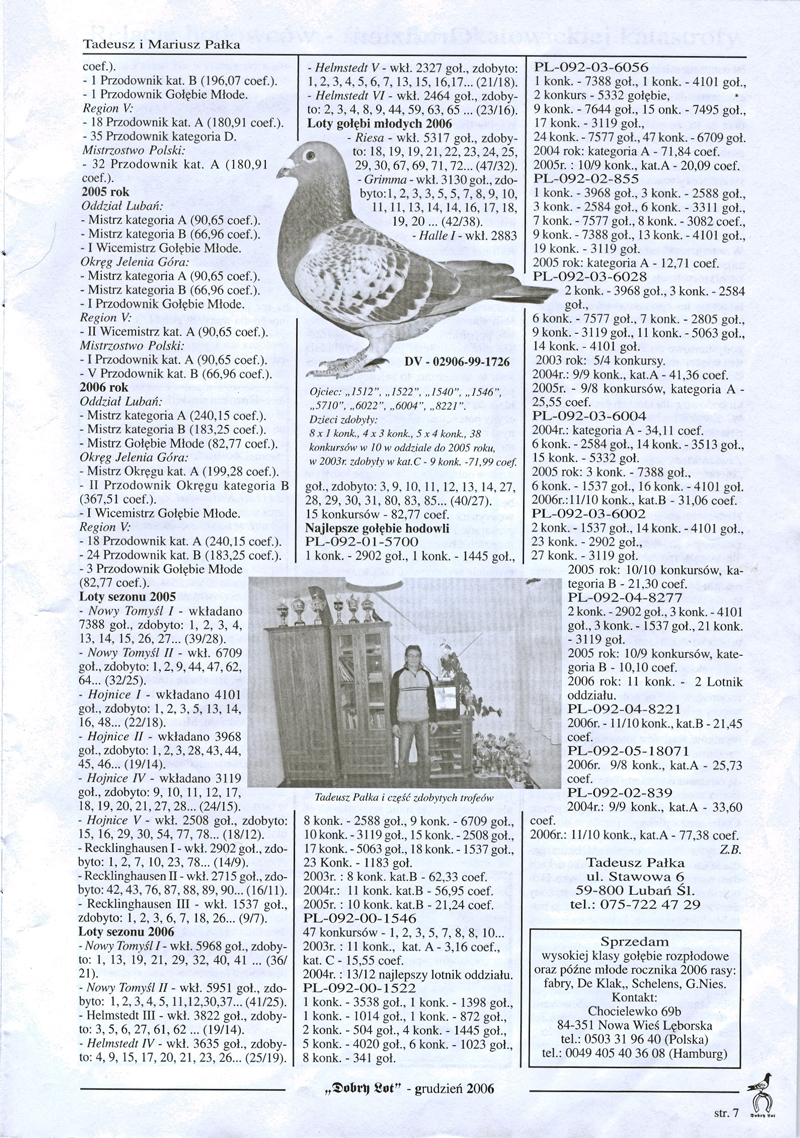 Tadeusz i Mariusz Pałka
coef.).
- 1 Przodownik kat. B (196,07 coef.).
- 1 Przodownik Gołębie Młode.
Region V:
- 18 Przodownik kat. A (180,91 coef.).
- 35 Przodownik kategoria D.
Mistrzostwo Polski:
- 32 Przodownik kat. A (180,91
coef.).
2005 rok
Oddział Lubań:
- Mistrz kategoria A (90,65 coef.).
- Mistrz kategoria B (66,96 coef.).
- I Wicemistrz Gołębie Młode.
Okręg Jelenia Góra:
- Mistrz kategoria A (90,65 coef.).
- Mistrz kategoria B (66,96 coef.).
- I Przodownik Gołębie Młode.
Region V:
- II Wicemistrz kat. A (90,65 coef.).
Mistrzostwo Polski:
- I Przodownik kat. A (90,65 coef.).
- V Przodownik kat. B (66,96 coef.).
2006 rok
Oddział Lubań:
- Mistrz kategoria A (240,15 coef.).
- Mistrz kategoria B (183,25 coef.).
- Mistrz Gołębie Młode (82,77 coef.).
Okręg Jelenia Góra:
- Mistrz Okręgu kat. A (199,28 coef.).
- II Przodownik Okręgu kategoria B
(367,51 coef.).
- I Wicemistrz Gołębie Młode.
Region V:
- 18 Przodownik kat. A (240,15 coef.).
- 24 Przodownik kat. B (183,25 coef.).
- 3 Przodownik Gołębie Młode
(82,77 coef.).
Loty sezonu 2005
- Nowy Tomyśl I - wkładano
7388 goł., zdobyto: 1, 2, 3, 4,
13, 14, 15, 26, 27... (39/28).
- Nowy Tomyśl II - wkł. 6709
goł., zdobyto: 1, 2, 9, 44, 47, 62,
64... (32/25).
- Hojnice I - wkładano 4101
goł., zdobyto: 1, 2, 3, 5, 13, 14,
16, 48... (22/18).
- Hojnice II - wkładano 3968
goł., zdobyto: 1, 2, 3, 28, 43, 44,
45, 46... (19/14).
- Hojnice IV - wkładano 3119
goł., zdobyto: 9, 10, 11, 12, 17,
18, 19, 20, 21, 27, 28... (24/15).
- Hojnice V - wkł. 2508 goł., zdobyto:
15, 16, 29, 30, 54, 77, 78... (18/12).
- Recklinghausen I - wkł. 2902 goł., zdo-
byto: 1, 2, 7, 10, 23, 78... (14/9).
- Recklinghausen II - wkł. 2715 goł., zdo-
byto: 42, 43, 76, 87, 88, 89, 90... (16/11).
- Recklinghausen III - wkł. 1537 goł.,
zdobyto: 1, 2, 3, 6, 7, 18, 26... (9/7).
Loty sezonu 2006
- Nowy Tomyśl I - wkł. 5968 goł., zdoby-
to: 1, 13, 19, 21, 29, 32, 40, 41 ... (36/
21).
- Nowy Tomyśl II - wkł. 5951 goł., zdo-
byto: 1, 2, 3, 4, 5, 11,12,30,37... (41/25).
- Helmstedt III - wkł. 3822 goł., zdoby-
to: 3, 5, 6, 27, 61, 62 ... (19/14).
- Helmstedt IV - wkł. 3635 goł., zdoby-
to: 4, 9, 15, 17, 20, 21, 23, 26... (25/19).
- Helmstedt V - wkł. 2327 goł., zdobyto:
1, 2, 3, 4, 5, 6, 7, 13, 15, 16,17... (21/18).
- Helmstedt VI - wkł. 2464 goł., zdoby-
to: 2, 3, 4, 8, 9, 44, 59, 63, 65 ... (23/16).
Loty gołębi młodych 2006
- Riesa - wkł. 5317 goł., zdoby-
to: 18, 19, 19, 21, 22, 23, 24, 25,
29, 30, 67, 69, 71, 72... (47/32).
- Grimma - wkł. 3130 goł., zdo-
byto:1, 2, 3, 3, 5, 5, 7, 8, 9, 10,
11, 11, 13, 14, 14, 16, 17, 18,
19, 20 ... (42/38).
- Halle I - wkł. 2883
DV - 02906-99-1726
Ojciec: „1512”, „1522”, „1540”, „1546”,
„5710”, „6022”, „6004”, „8221”.
Dzieci zdobyły:
8 x 1 konk., 4 x 3 konk., 5 x 4 konk., 38
konkursów w 10 w oddziale do 2005 roku,
w 2003r. zdobyły w kat.C - 9 konk. -71,99 coef.
goł., zdobyto: 3, 9, 10, 11, 12, 13, 14, 27,
28, 29, 30, 31, 80, 83, 85... (40/27).
15 konkursów - 82,77 coef.
Najlepsze gołębie hodowli
PL-092-01-5700
1 konk. - 2902 goł., 1 konk. - 1445 goł.,
Tadeusz Pałka i część zdobytych trofeów
8 konk. - 2588 goł., 9 konk. - 6709 goł.,
10 konk. - 3119 goł., 15 konk. - 2508 goł.,
17 konk. - 5063 goł., 18 konk. - 1537 goł.,
23 Konk. - 1183 goł.
2003r. : 8 konk. kat.B - 62,33 coef.
2004r.: 11 konk. kat.B - 56,95 coef.
2005r. : 10 konk. kat.B - 21,24 coef.
PL-092-00-1546
47 konkursów - 1, 2, 3, 5, 7, 8, 8, 10...
2003r. : 11 konk., kat. A - 3,16 coef.,
kat. C - 15,55 coef.
2004r. : 13/12 najlepszy lotnik oddziału.
PL-092-00-1522
1 konk. - 3538 goł., 1 konk. - 1398 goł.,
1 konk. - 1014 goł., 1 konk. - 872 goł.,
2 konk. - 504 goł., 4 konk. - 1445 goł.,
5 konk. - 4020 goł., 6 konk. - 1023 goł.,
8 konk. - 341 goł.
PL-092-03-6056
1 konk. - 7388 goł., 1 konk. - 4101 goł.,
2 konkurs - 5332 gołębie,
9 konk. - 7644 goł., 15 onk. - 7495 goł.,
17 konk. - 3119 goł.,
24 konk. - 7577 goł., 47 konk. - 6709 goł.
2004 rok: kategoria A - 71,84 coef.
2005r. : 10/9 konk., kat.A - 20,09 coef.
PL-092-02-855
1 konk. - 3968 goł., 3 konk. - 2588 goł.,
3 konk. - 2584 goł., 6 konk. - 3311 goł.,
7 konk. - 7577 goł., 8 konk. - 3082 coef.,
9 konk. - 7388 goł., 13 konk. - 4101 goł.,
19 konk. - 3119 goł.
2005 rok: kategoria A - 12,71 coef.
PL-092-03-6028
2 konk. - 3968 goł., 3 konk. - 2584
goł.,
6 konk. - 7577 goł., 7 konk. - 2805 goł.,
9 konk. - 3119 goł., 11 konk. - 5063 goł.,
14 konk. - 4101 goł.
2003 rok: 5/4 konkursy.
2004r.: 9/9 konk., kat.A - 41,36 coef.
2005r. - 9/8 konkursów, kategoria A -
25,55 coef.
PL-092-03-6004
2004r.: kategoria A - 34,11 coef.
6 konk. - 2584 goł., 14 konk. - 3513 goł.,
15 konk. - 5332 goł.
2005 rok: 3 konk. - 7388 goł.,
6 konk. - 1537 goł., 16 konk. - 4101 goł.
2006r.:11/10 konk., kat.B - 31,06 coef.
PL-092-03-6002
2 konk. - 1537 goł., 14 konk. - 4101 goł.,
23 konk. - 2902 goł.,
27 konk. - 3119 goł.
2005 rok: 10/10 konkursów, ka-
tegoria B - 21,30 coef.
PL-092-04-8277
2 konk. - 2902 goł., 3 konk. - 4101
goł., 3 konk. - 1537 goł., 21 konk.
- 3119 goł.
2005 rok: 10/9 konkursów, kate-
goria B - 10,10 coef.
2006 rok: 11 konk. - 2 Lotnik
oddziału.
PL-092-04-8221
2006r. - 11/10 konk., kat.B - 21,45
coef.
PL-092-05-18071
2006r. 9/8 konk., kat.A - 25,73
coef.
PL-092-02-839
2004r.: 9/9 konk., kat.A - 33,60
coef.
2006r.: 11/10 konk., kat.A - 77,38 coef.
Z.B.
Tadeusz Pałka
ul. Stawowa 6
59-800 Lubań Śl.
tel.: 075-722 47 29
Sprzedam
wysokiej klasy gołębie rozpłodowe
oraz późne młode rocznika 2006 rasy:
fabry, De Klak,, Schelens, G.Nies.
Kontakt:
Chocielewko 69b
84-351 Nowa Wieś Lęborska
tel.: 0503 31 96 40 (Polska)
tel.: 0049 405 40 36 08 (Hamburg)
„Dobry Lot” - grudzień 2006
str. 7
Dobry Lot